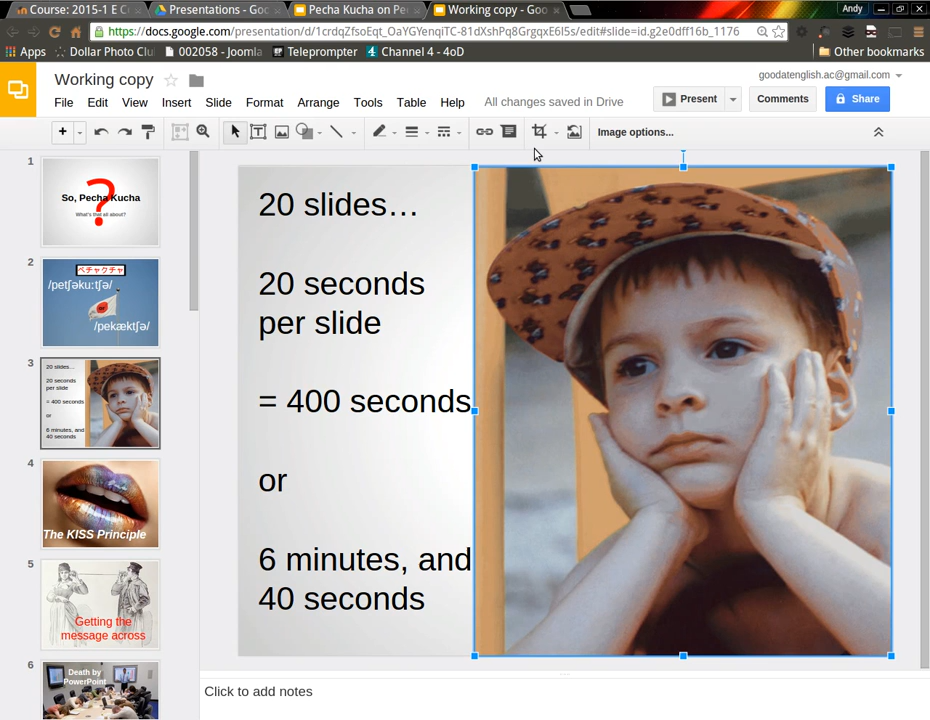 Course: 2015-1 E C
Presentations - Goo
Pecha Kucha on Pe
Working copy - Goo
Andy
https://docs.google.com/presentation/d/1crdqZfsoEqt_OaYGYenqiTC-81dXshPq8GrgqxE6I5s/edit#slide=id.g2e0dff16b_1176
Apps
Dollar Photo Clu
002058 - Joomla
Teleprompter
Channel 4 - 4oD
Other bookmarks
Working copy
goodatenglish.ac@gmail.com
File Edit View Insert Slide Format Arrange Tools Table Help
All changes saved in Drive
Present
Comments
Share
Image options...
1
So, Pecha Kucha
?
What's that all about?
2
ペチャクチャ
/petʃəkuːtʃə/
/pekæktʃə/
3
20 slides…
20 seconds
per slide
= 400 seconds
or
6 minutes, and
40 seconds
4
The KISS Principle
5
Getting the
message across
6
Death by
PowerPoint
20 slides…
20 seconds
per slide
= 400 seconds
or
6 minutes, and
40 seconds
Click to add notes